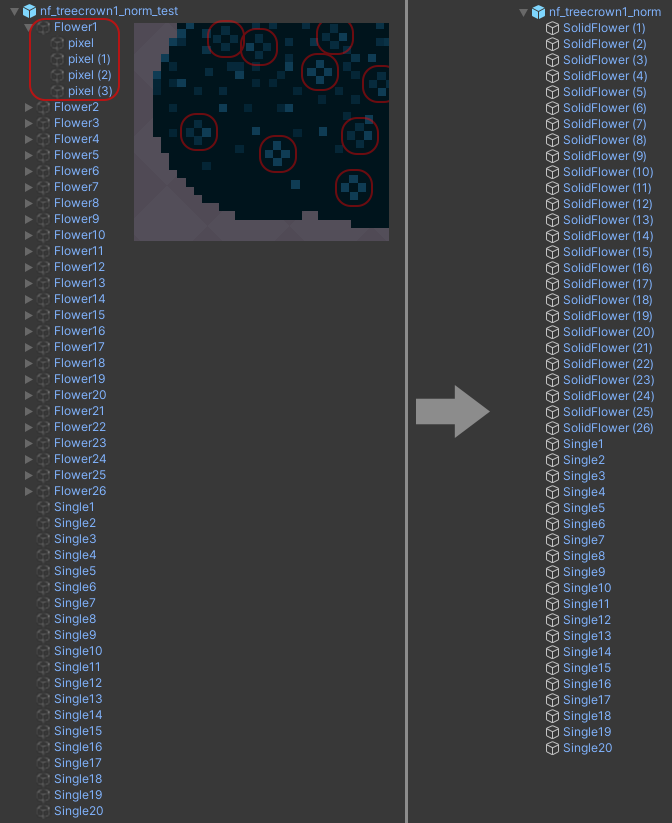 nf_treecrown1_norm_test
Flower1
pixel
pixel (1)
pixel (2)
pixel (3)
Flower2
Flower3
Flower4
Flower5
Flower6
Flower7
Flower8
Flower9
Flower10
Flower11
Flower12
Flower13
Flower14
Flower15
Flower16
Flower17
Flower18
Flower19
Flower20
Flower21
Flower22
Flower23
Flower24
Flower25
Flower26
Single1
Single2
Single3
Single4
Single5
Single6
Single7
Single8
Single9
Single10
Single11
Single12
Single13
Single14
Single15
Single16
Single17
Single18
Single19
Single20
nf_treecrown1_norm
SolidFlower (1)
SolidFlower (2)
SolidFlower (3)
SolidFlower (4)
SolidFlower (5)
SolidFlower (6)
SolidFlower (7)
SolidFlower (8)
SolidFlower (9)
SolidFlower (10)
SolidFlower (11)
SolidFlower (12)
SolidFlower (13)
SolidFlower (14)
SolidFlower (15)
SolidFlower (16)
SolidFlower (17)
SolidFlower (18)
SolidFlower (19)
SolidFlower (20)
SolidFlower (21)
SolidFlower (22)
SolidFlower (23)
SolidFlower (24)
SolidFlower (25)
SolidFlower (26)
Single1
Single2
Single3
Single4
Single5
Single6
Single7
Single8
Single9
Single10
Single11
Single12
Single13
Single14
Single15
Single16
Single17
Single18
Single19
Single20